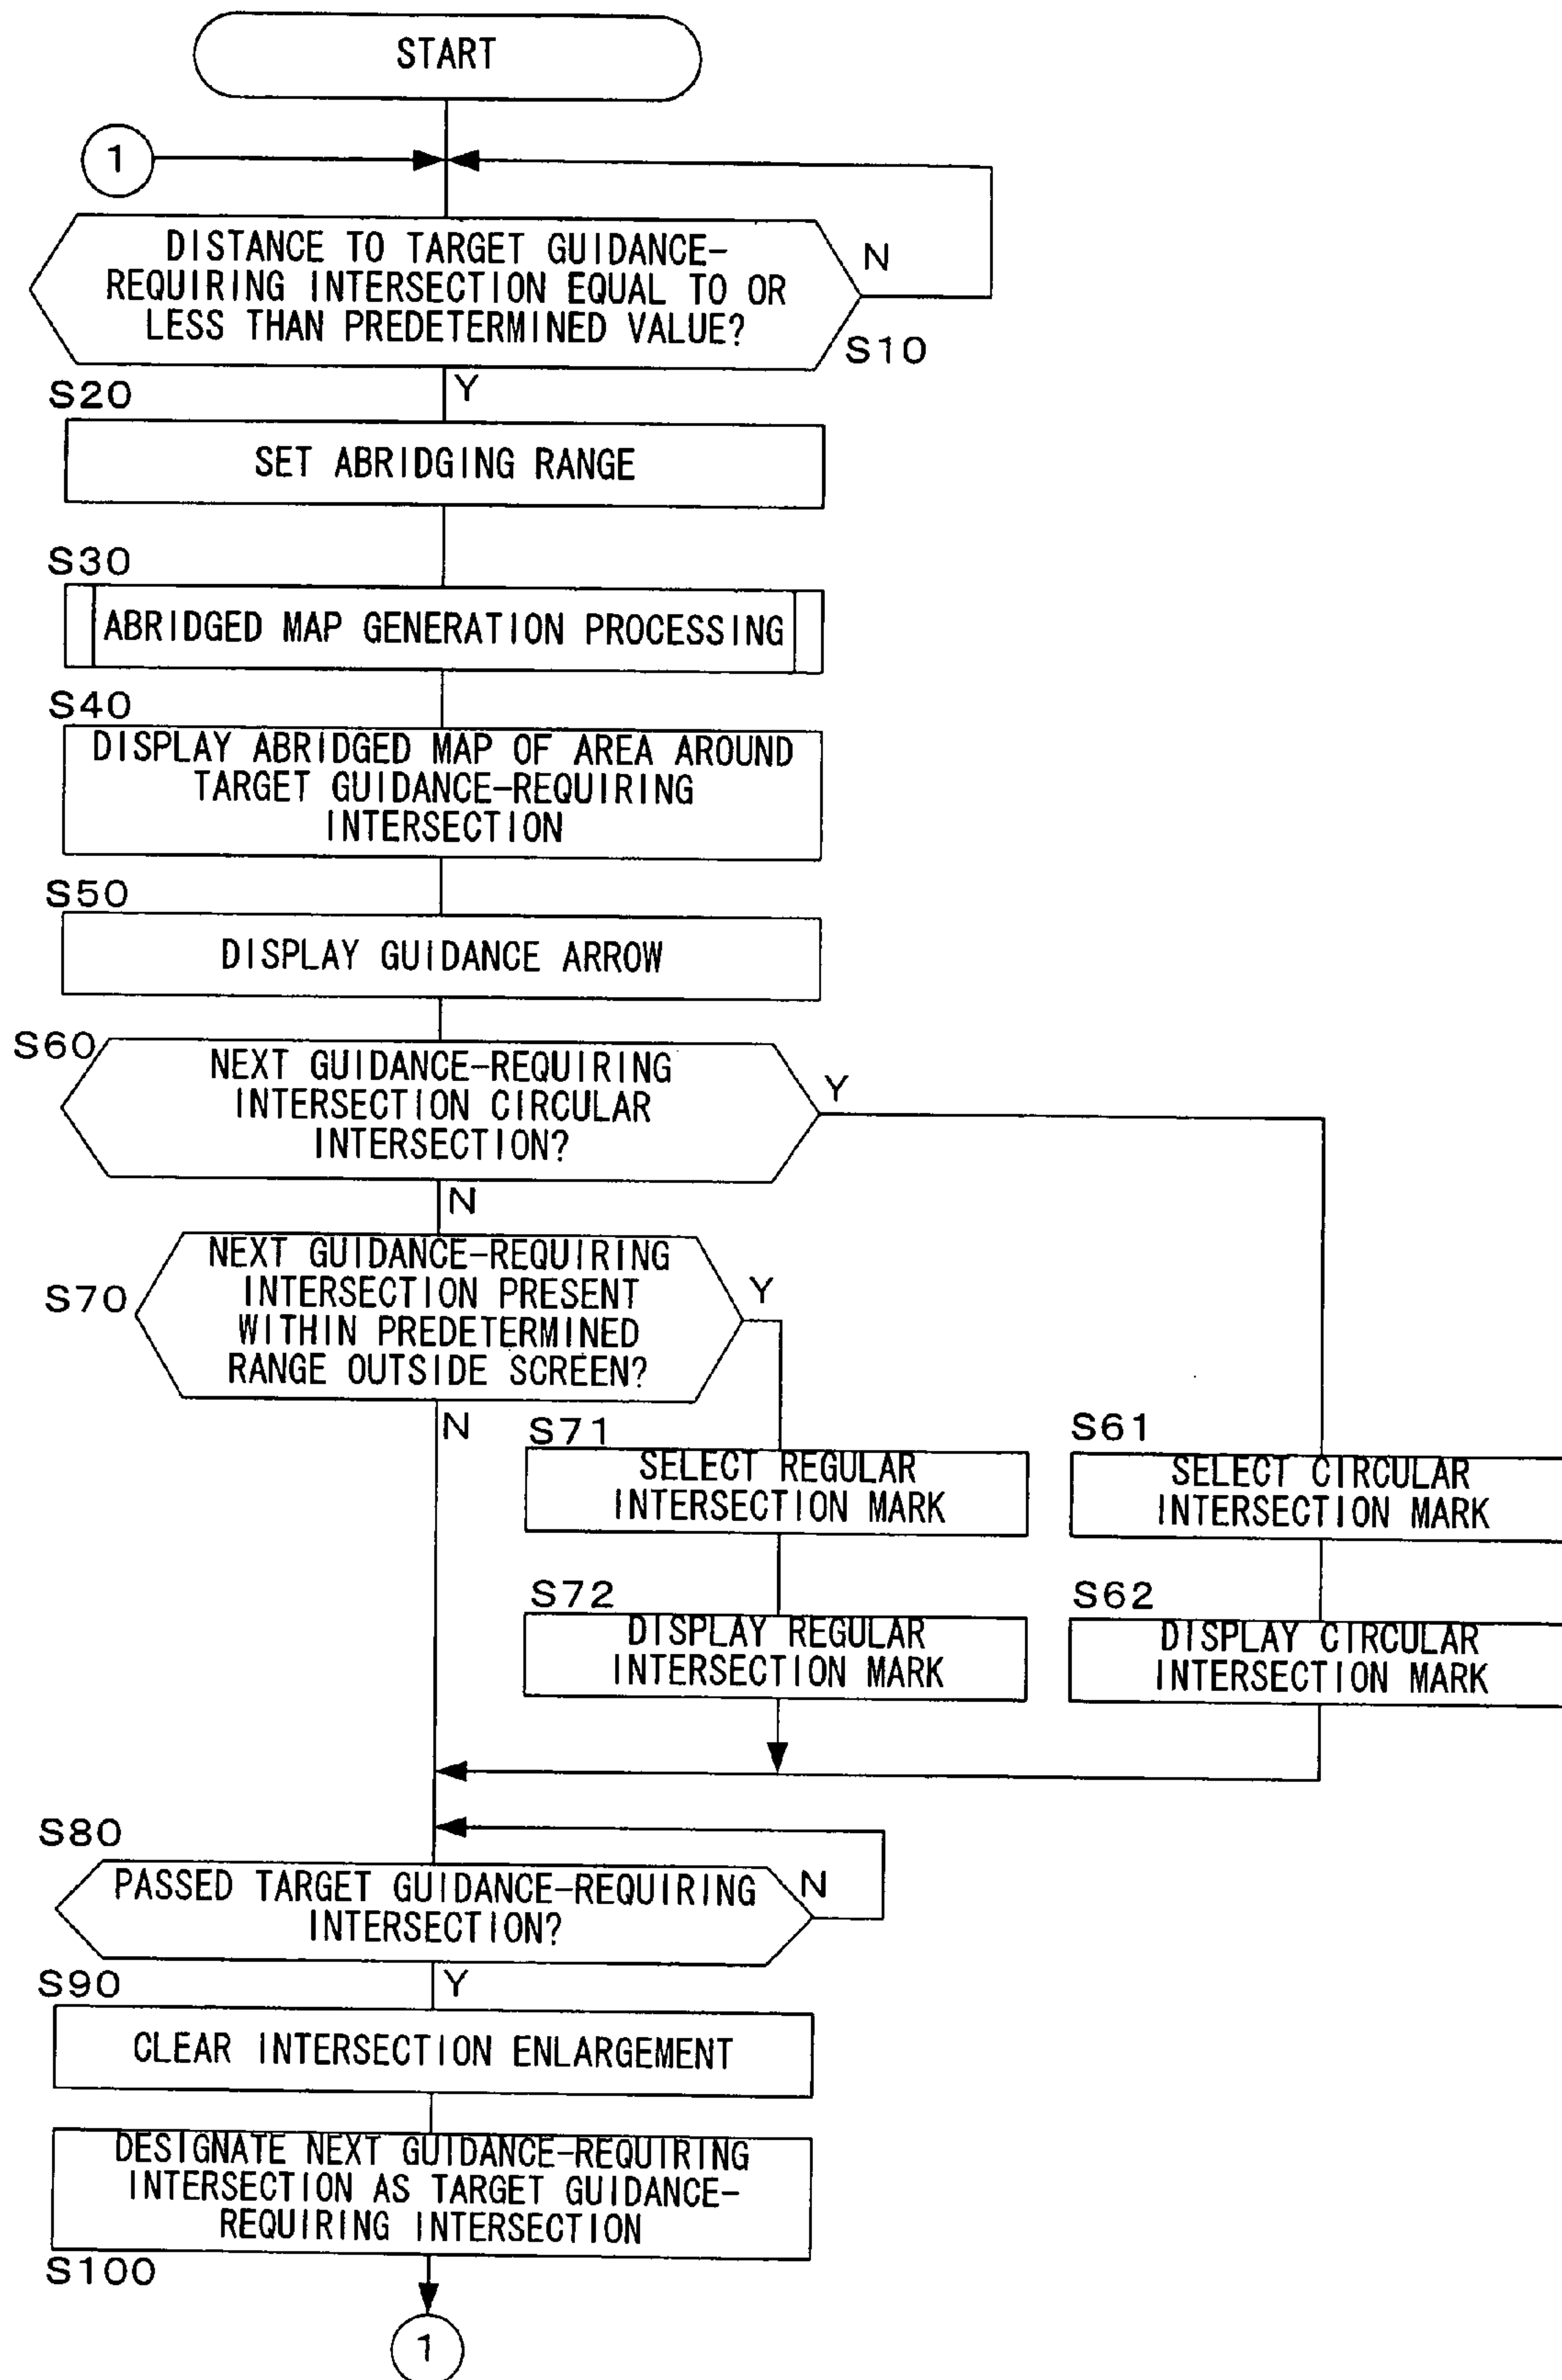 START
1
DISTANCE TO TARGET GUIDANCE-
REQUIRING INTERSECTION EQUAL TO OR
LESS THAN PREDETERMINED VALUE?
N
S10
Y
S20
SET ABRIDGING RANGE
S30
ABRIDGED MAP GENERATION PROCESSING
S40
DISPLAY ABRIDGED MAP OF AREA AROUND
TARGET GUIDANCE-REQUIRING
INTERSECTION
S50
DISPLAY GUIDANCE ARROW
S60
NEXT GUIDANCE-REQUIRING
INTERSECTION CIRCULAR
INTERSECTION?
Y
N
S70
NEXT GUIDANCE-REQUIRING
INTERSECTION PRESENT
WITHIN PREDETERMINED
RANGE OUTSIDE SCREEN?
Y
N
S71
SELECT REGULAR
INTERSECTION MARK
S61
SELECT CIRCULAR
INTERSECTION MARK
S72
DISPLAY REGULAR
INTERSECTION MARK
S62
DISPLAY CIRCULAR
INTERSECTION MARK
S80
PASSED TARGET GUIDANCE-REQUIRING
INTERSECTION?
N
Y
S90
CLEAR INTERSECTION ENLARGEMENT
DESIGNATE NEXT GUIDANCE-REQUIRING
INTERSECTION AS TARGET GUIDANCE-
REQUIRING INTERSECTION
S100
1